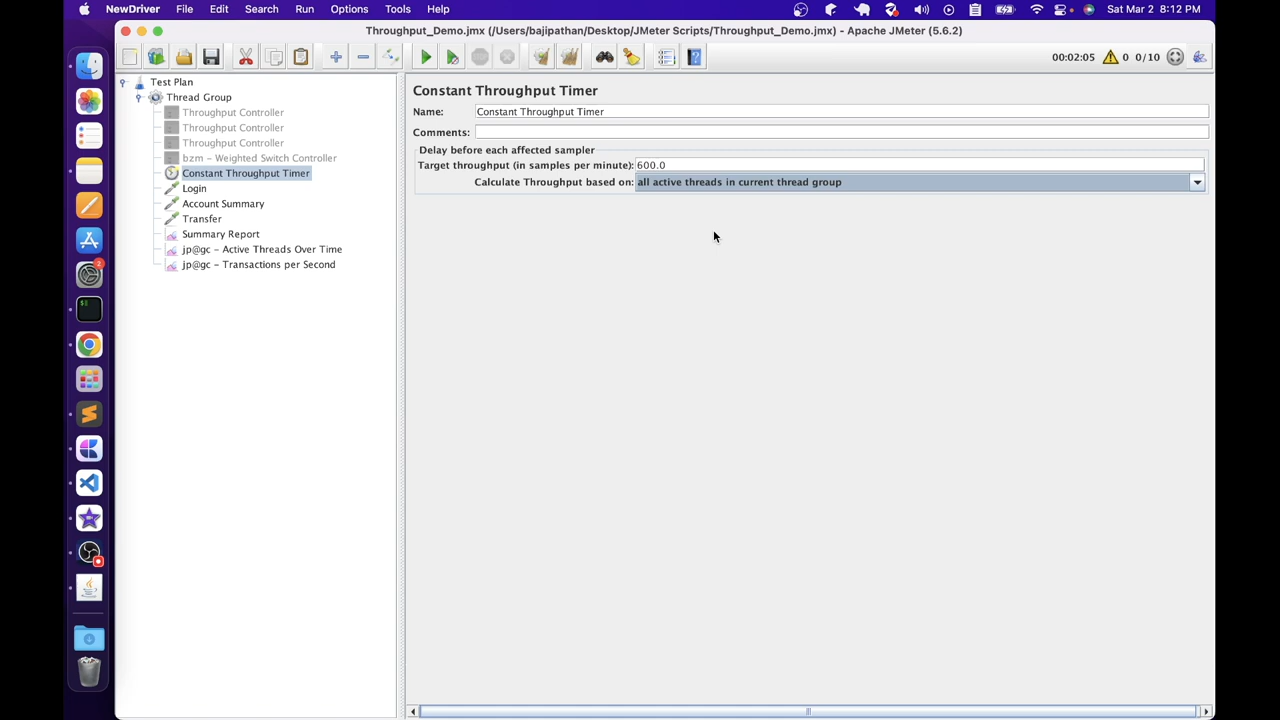 NewDriver File Edit Search Run Options Tools Help Sat Mar 2 8:12 PM
Throughput_Demo.jmx (/Users/bajipathan/Desktop/JMeter Scripts/Throughput_Demo.jmx) - Apache JMeter (5.6.2)
00:02:05 0 0/10
Test Plan
Thread Group
Throughput Controller
Throughput Controller
Throughput Controller
bzm - Weighted Switch Controller
Constant Throughput Timer
Login
Account Summary
Transfer
Summary Report
jp@gc - Active Threads Over Time
jp@gc - Transactions per Second
Constant Throughput Timer
Name: Constant Throughput Timer
Comments:
Delay before each affected sampler
Target throughput (in samples per minute): 600.0
Calculate Throughput based on: all active threads in current thread group
2